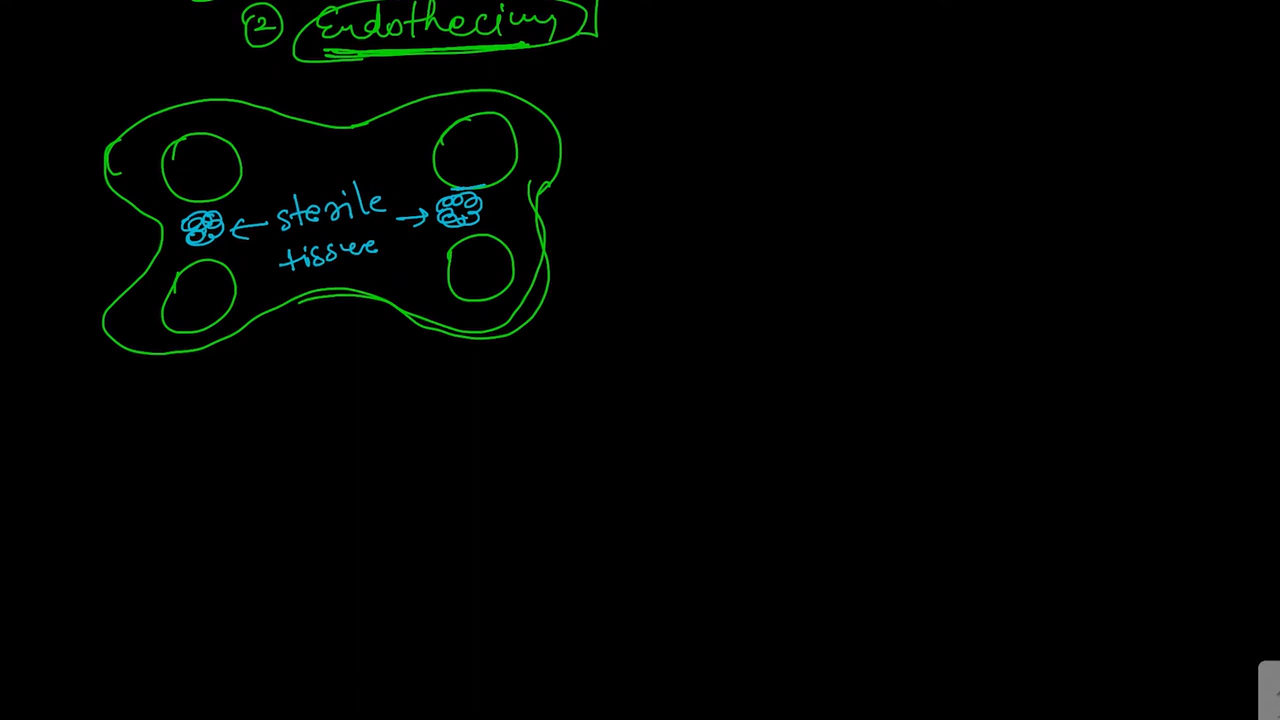 ② Endothecium
← sterile →
tissue